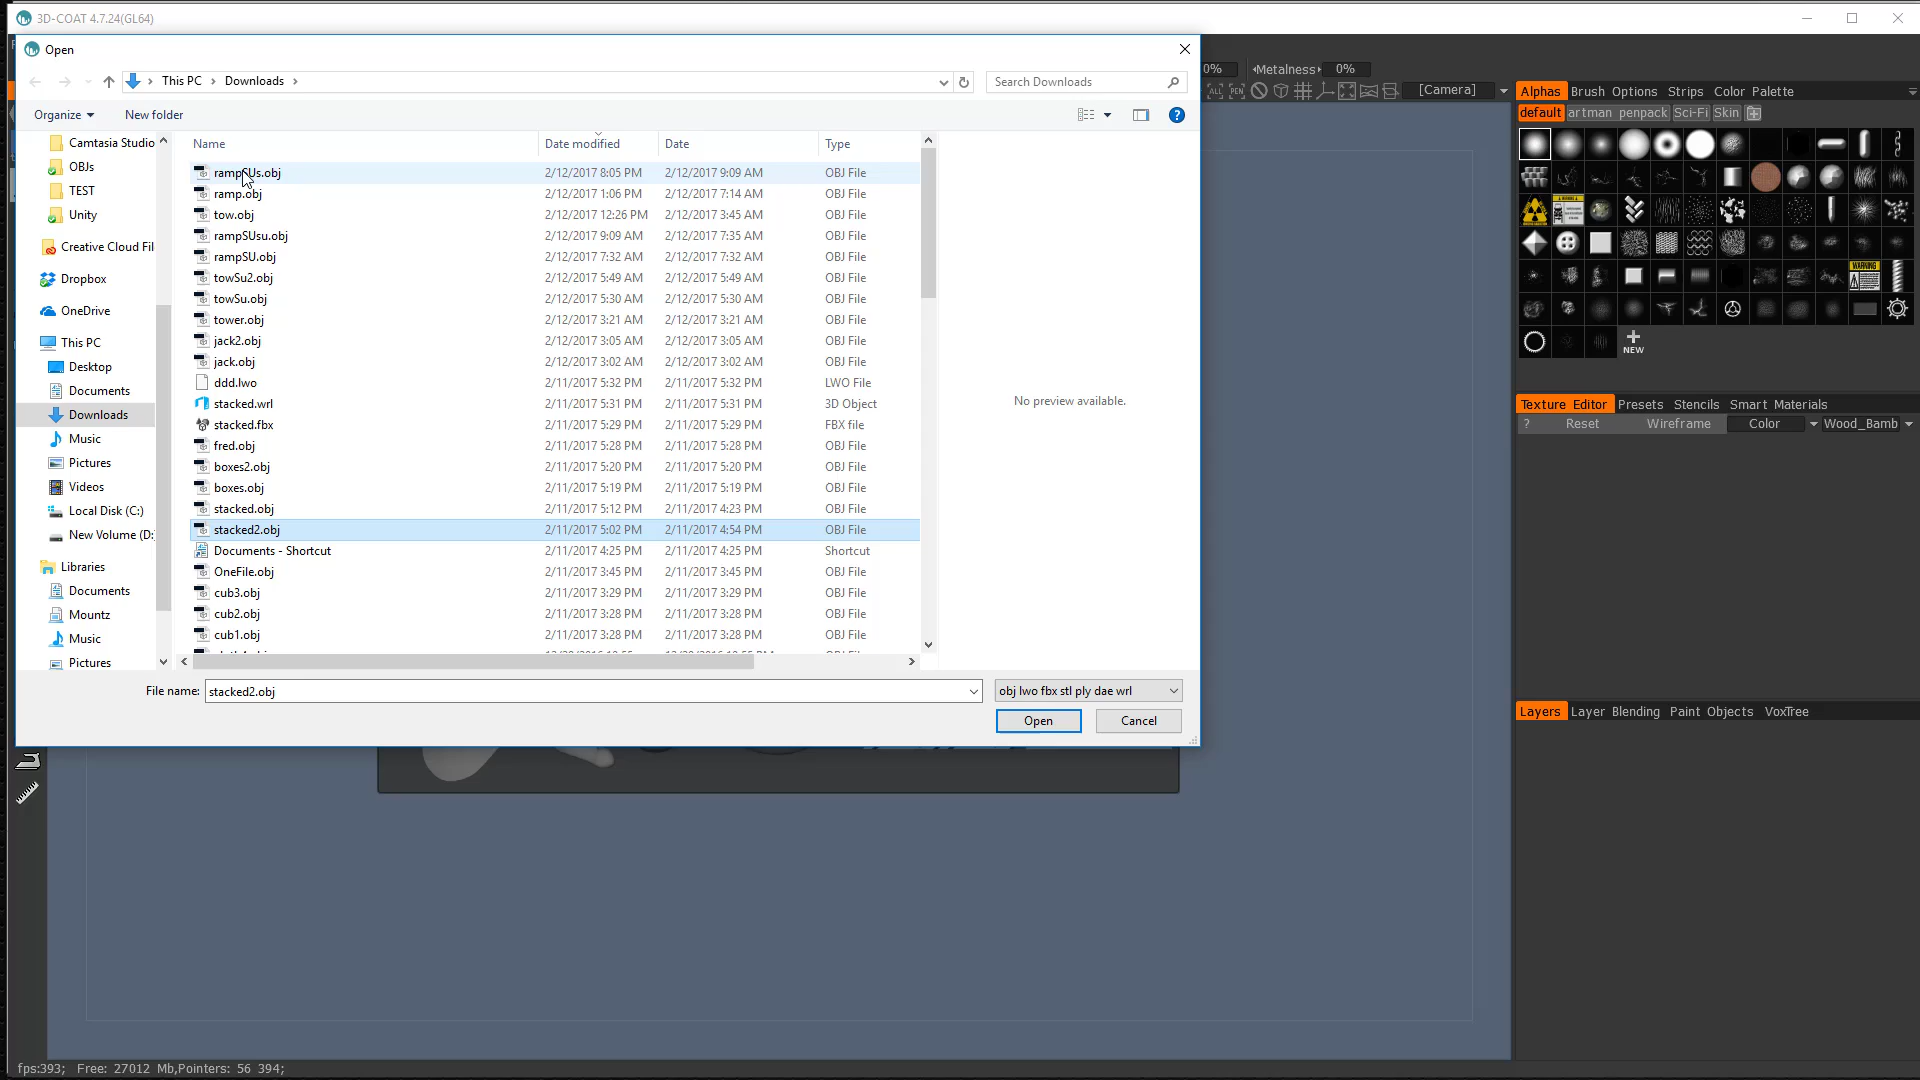 3D-COAT 4.7.24(GL64)
Open
This PC > Downloads >
Search Downloads
0% Metalness 0%
[Camera]
Organize
New folder
Name Date modified Date Type
Camtasia Studio
OBJs
TEST
Unity
Creative Cloud Fil
Dropbox
OneDrive
This PC
Desktop
Documents
Downloads
Music
Pictures
Videos
Local Disk (C:)
New Volume (D:
Libraries
Documents
Mountz
Music
Pictures
rampSUs.obj 2/12/2017 8:05 PM 2/12/2017 9:09 AM OBJ File
ramp.obj 2/12/2017 1:06 PM 2/12/2017 7:14 AM OBJ File
tow.obj 2/12/2017 12:26 PM 2/12/2017 3:45 AM OBJ File
rampSUsu.obj 2/12/2017 9:09 AM 2/12/2017 7:35 AM OBJ File
rampSU.obj 2/12/2017 7:32 AM 2/12/2017 7:32 AM OBJ File
towSu2.obj 2/12/2017 5:49 AM 2/12/2017 5:49 AM OBJ File
towSu.obj 2/12/2017 5:30 AM 2/12/2017 5:30 AM OBJ File
tower.obj 2/12/2017 3:21 AM 2/12/2017 3:21 AM OBJ File
jack2.obj 2/12/2017 3:05 AM 2/12/2017 3:05 AM OBJ File
jack.obj 2/12/2017 3:02 AM 2/12/2017 3:02 AM OBJ File
ddd.lwo 2/11/2017 5:32 PM 2/11/2017 5:32 PM LWO File
stacked.wrl 2/11/2017 5:31 PM 2/11/2017 5:31 PM 3D Object
stacked.fbx 2/11/2017 5:29 PM 2/11/2017 5:29 PM FBX file
fred.obj 2/11/2017 5:28 PM 2/11/2017 5:28 PM OBJ File
boxes2.obj 2/11/2017 5:20 PM 2/11/2017 5:20 PM OBJ File
boxes.obj 2/11/2017 5:19 PM 2/11/2017 5:19 PM OBJ File
stacked.obj 2/11/2017 5:12 PM 2/11/2017 4:23 PM OBJ File
stacked2.obj 2/11/2017 5:02 PM 2/11/2017 4:54 PM OBJ File
Documents - Shortcut 2/11/2017 4:25 PM 2/11/2017 4:25 PM Shortcut
OneFile.obj 2/11/2017 3:45 PM 2/11/2017 3:45 PM OBJ File
cub3.obj 2/11/2017 3:29 PM 2/11/2017 3:29 PM OBJ File
cub2.obj 2/11/2017 3:28 PM 2/11/2017 3:28 PM OBJ File
cub1.obj 2/11/2017 3:28 PM 2/11/2017 3:28 PM OBJ File
No preview available.
File name: stacked2.obj
obj lwo fbx stl ply dae wrl
Open
Cancel
Alphas Brush Options Strips Color Palette
default artman penpack Sci-Fi Skin
ALL PEN
WARNING
NEW
Texture Editor Presets Stencils Smart Materials
? Reset Wireframe Color Wood_Bamb
Layers Layer Blending Paint Objects VoxTree
fps:393; Free: 27012 Mb,Pointers: 56 394;